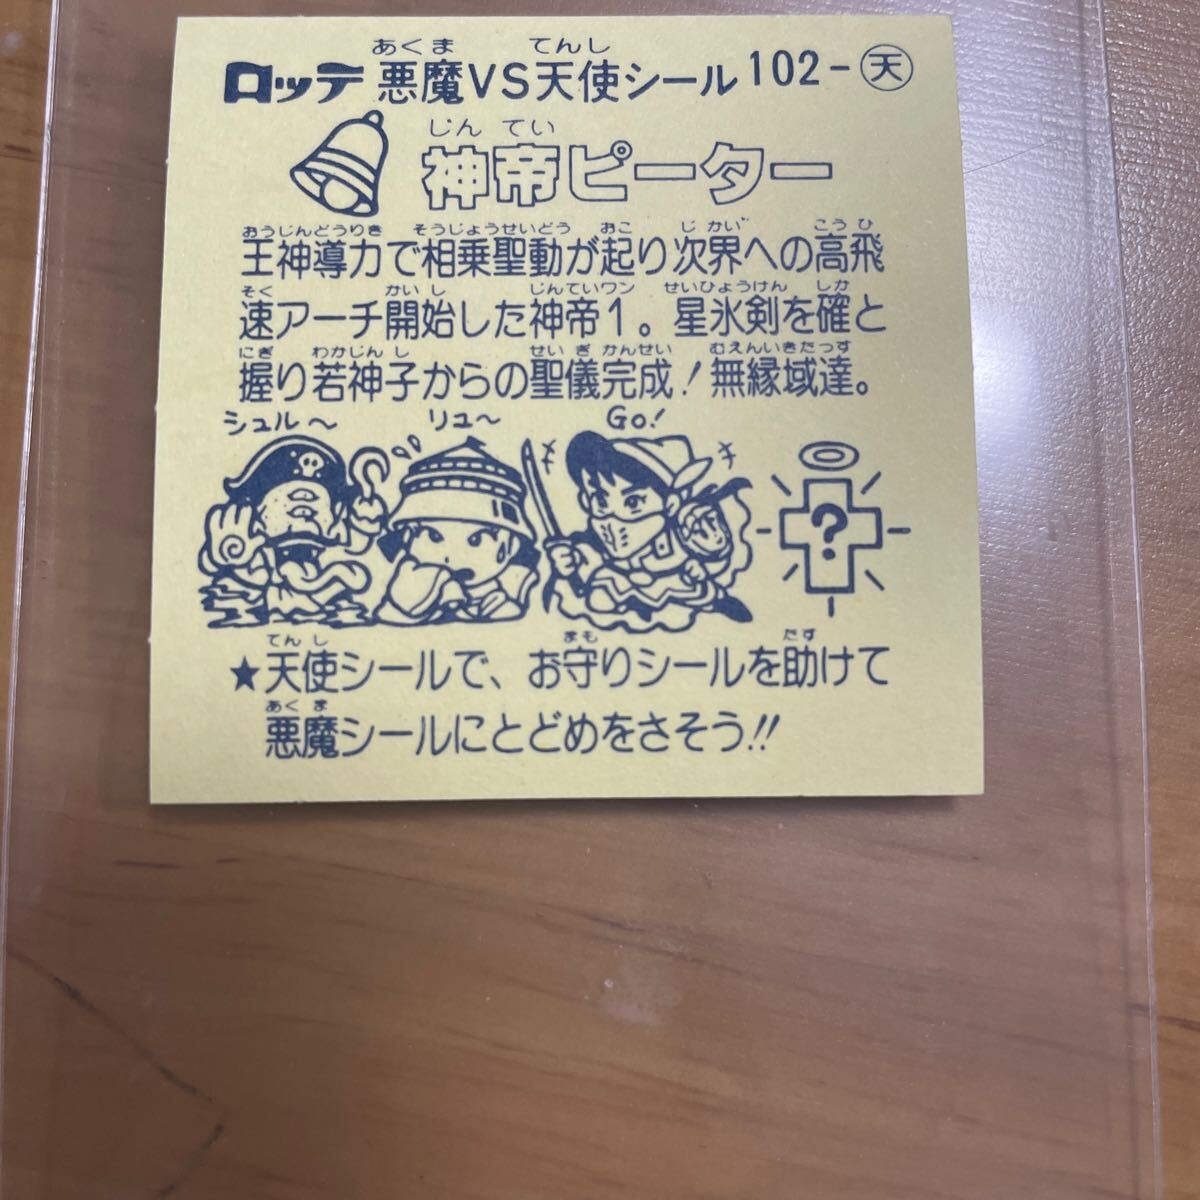 あくま てんし
ロッテ 悪魔VS天使シール 102-天
じん てい
神帝ピーター
おうじんどうりき そうじょうせいどう おこ じかい こうひ
王神導力で相乗聖動が起り次界への高飛
そく かいし じんていワン せいひょうけん しか
速アーチ開始した神帝1。星氷剣を確と
にぎ わかじんし せいぎかんせい むえんいきたっす
握り若神子からの聖儀完成!無縁域達。
シュル〜 リュ〜 Go!
?
てんし まも たす
★天使シールで、お守りシールを助けて
あくま
悪魔シールにとどめをさそう!!